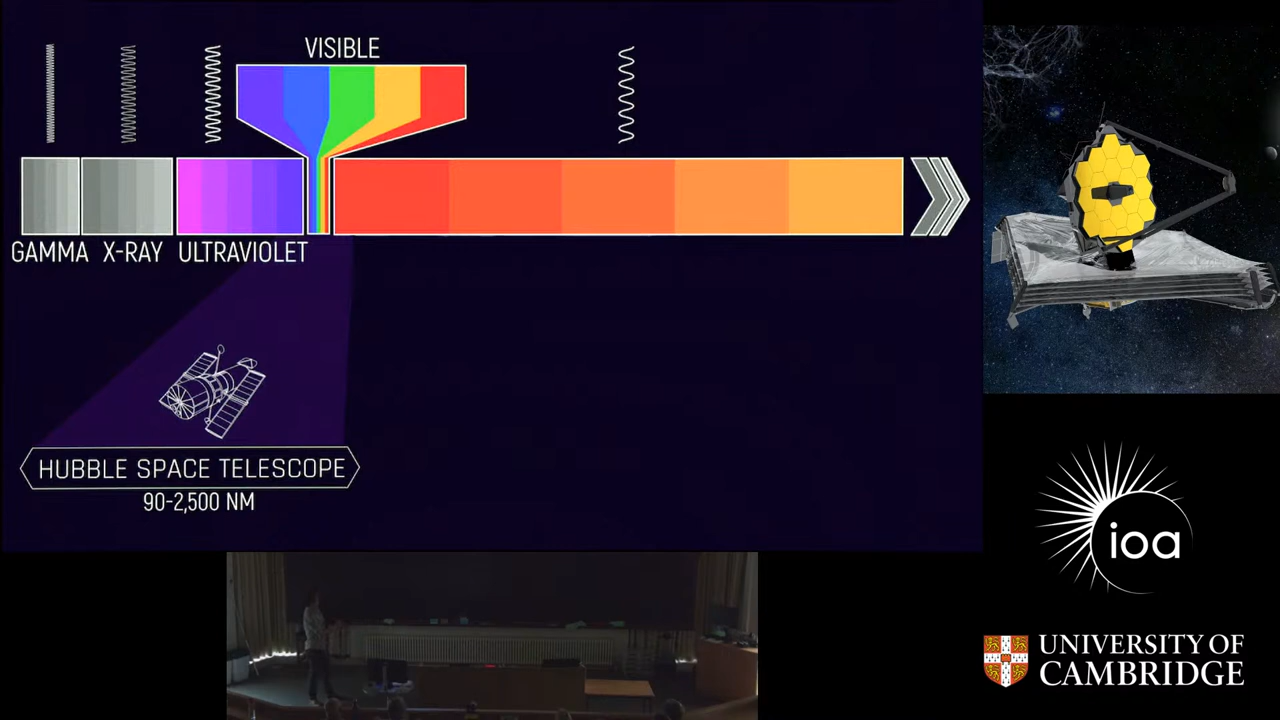 VISIBLE
GAMMA X-RAY ULTRAVIOLET
HUBBLE SPACE TELESCOPE
90-2,500 NM
ioa
UNIVERSITY OF
CAMBRIDGE